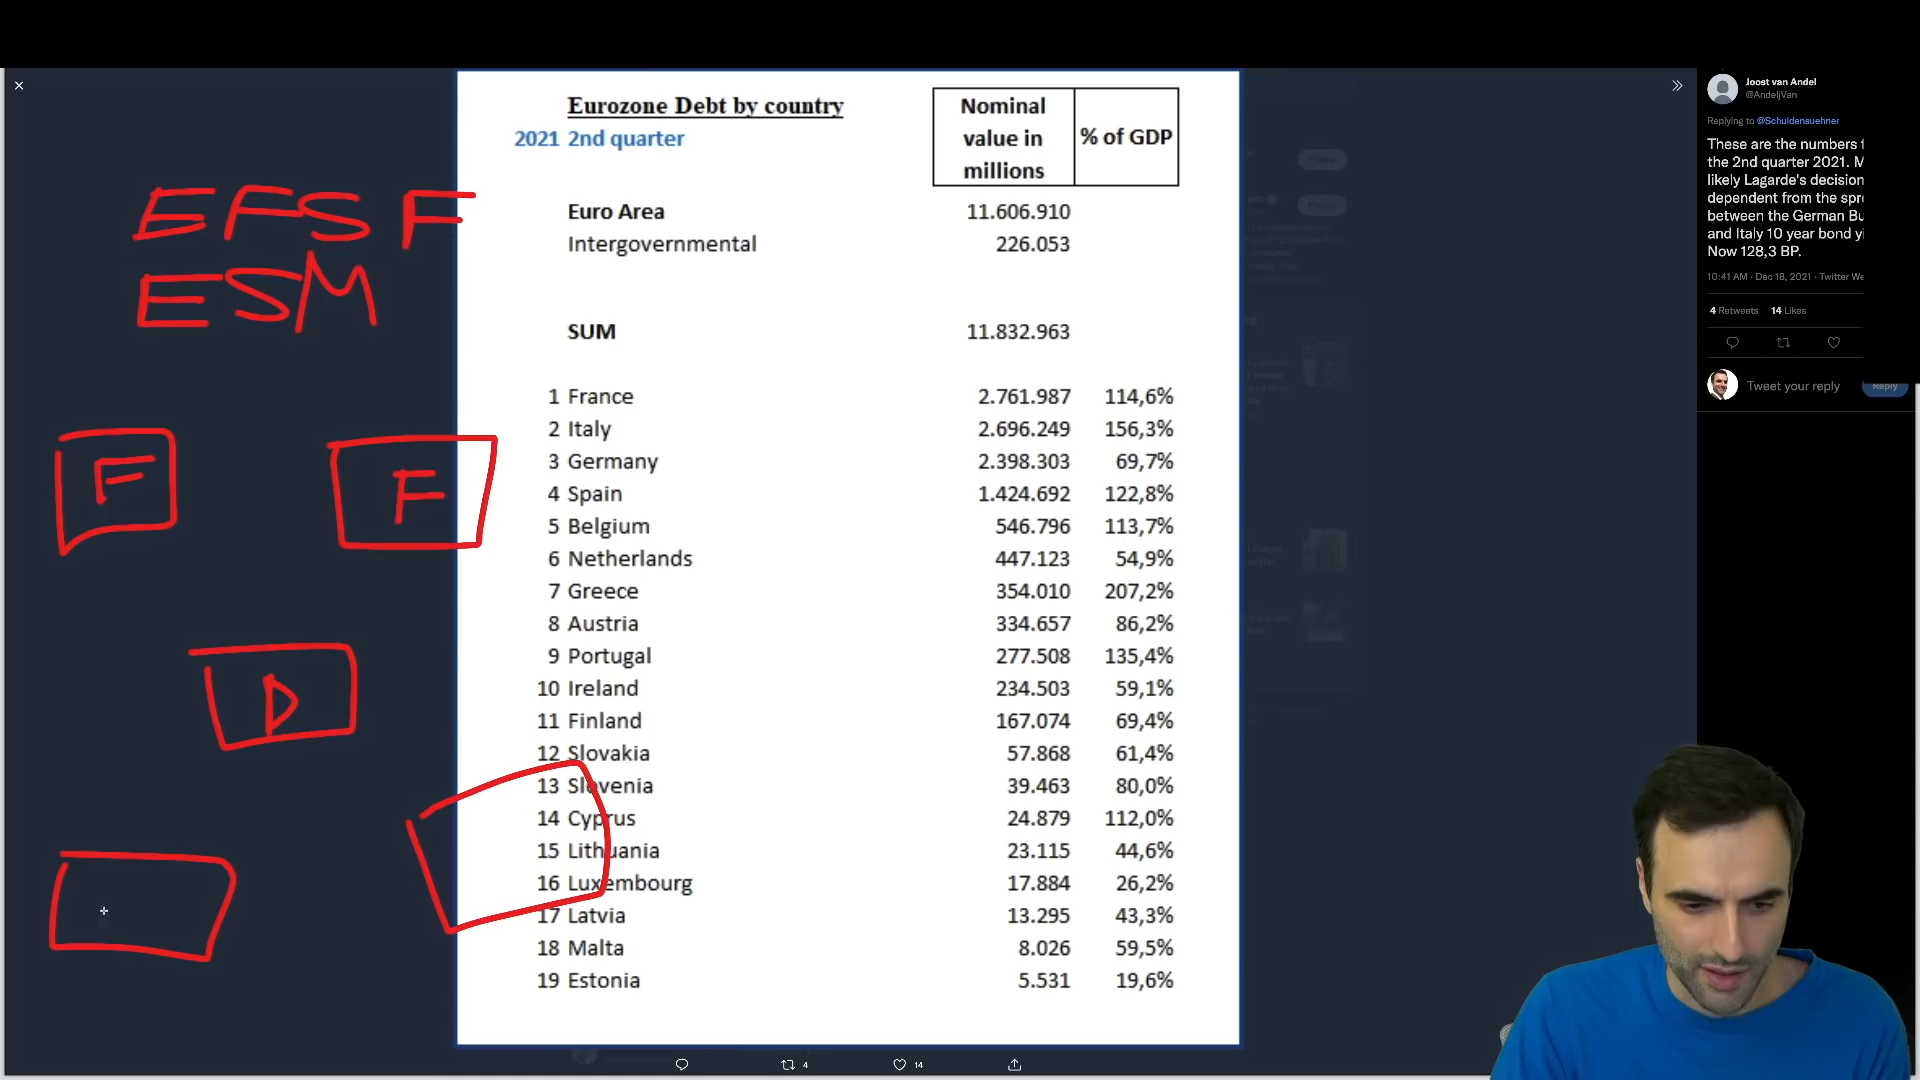 Eurozone Debt by country
2021 2nd quarter
Nominal value in millions
% of GDP
Euro Area 11.606.910
Intergovernmental 226.053
SUM 11.832.963
1 France 2.761.987 114,6%
2 Italy 2.696.249 156,3%
3 Germany 2.398.303 69,7%
4 Spain 1.424.692 122,8%
5 Belgium 546.796 113,7%
6 Netherlands 447.123 54,9%
7 Greece 354.010 207,2%
8 Austria 334.657 86,2%
9 Portugal 277.508 135,4%
10 Ireland 234.503 59,1%
11 Finland 167.074 69,4%
12 Slovakia 57.868 61,4%
13 Slovenia 39.463 80,0%
14 Cyprus 24.879 112,0%
15 Lithuania 23.115 44,6%
16 Luxembourg 17.884 26,2%
17 Latvia 13.295 43,3%
18 Malta 8.026 59,5%
19 Estonia 5.531 19,6%
EFSF
ESM
F
F
D
4
14
Joost van Andel
@AndeljVan
Replying to @Schuldensuehner
These are the numbers
the 2nd quarter 2021.
likely Lagarde's decision
dependent from the
between the German
and Italy 10 year bond
Now 128,3 BP.
10:41 AM · Dec 18, 2021 · Twitter
4 Retweets 14 Likes
Tweet your reply
Reply